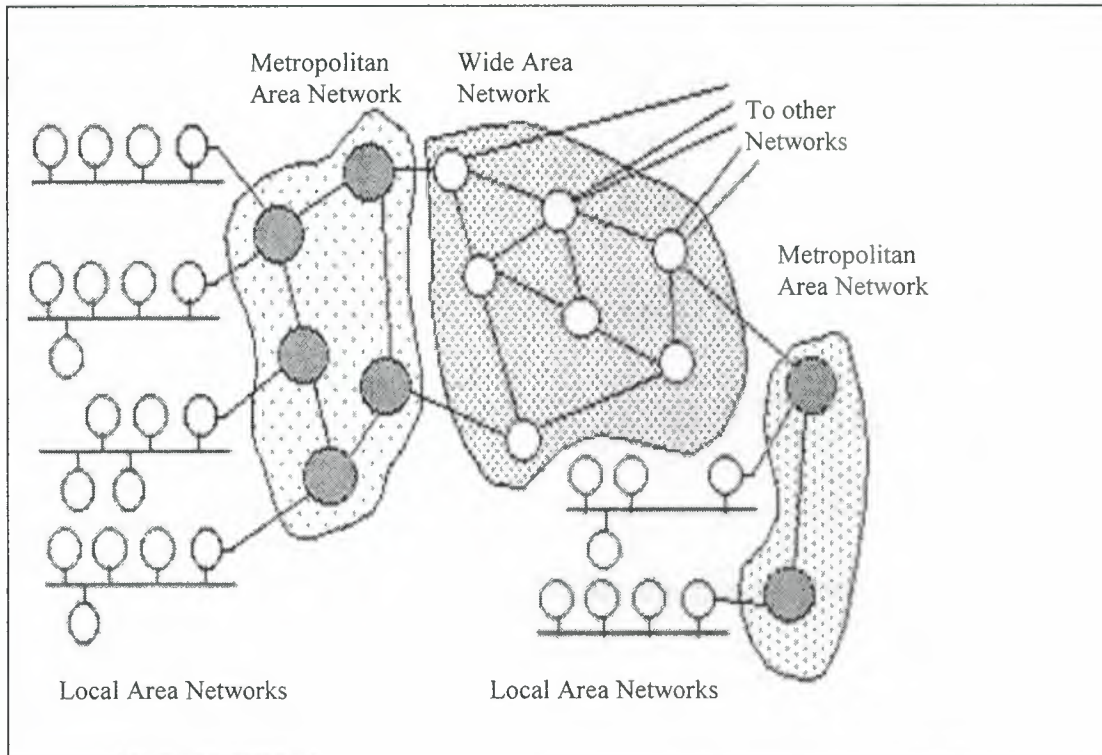 Metropolitan
Area Network
Wide Area
Network
To other
Networks
Metropolitan
Area Network
Local Area Networks
Local Area Networks